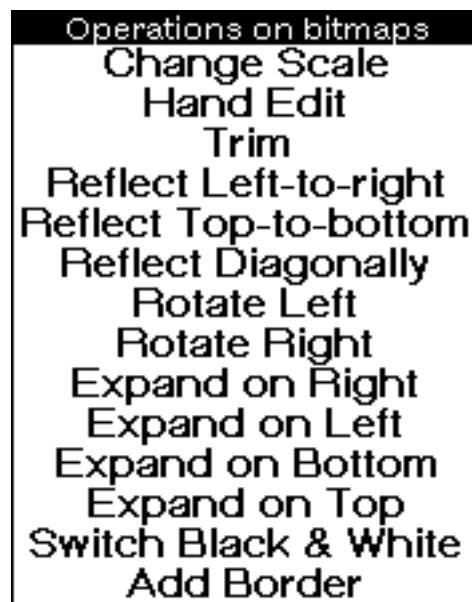 Operations on bitmaps
Change Scale
Hand Edit
Trim
Reflect Left-to-right
Reflect Top-to-bottom
Reflect Diagonally
Rotate Left
Rotate Right
Expand on Right
Expand on Left
Expand on Bottom
Expand on Top
Switch Black & White
Add Border